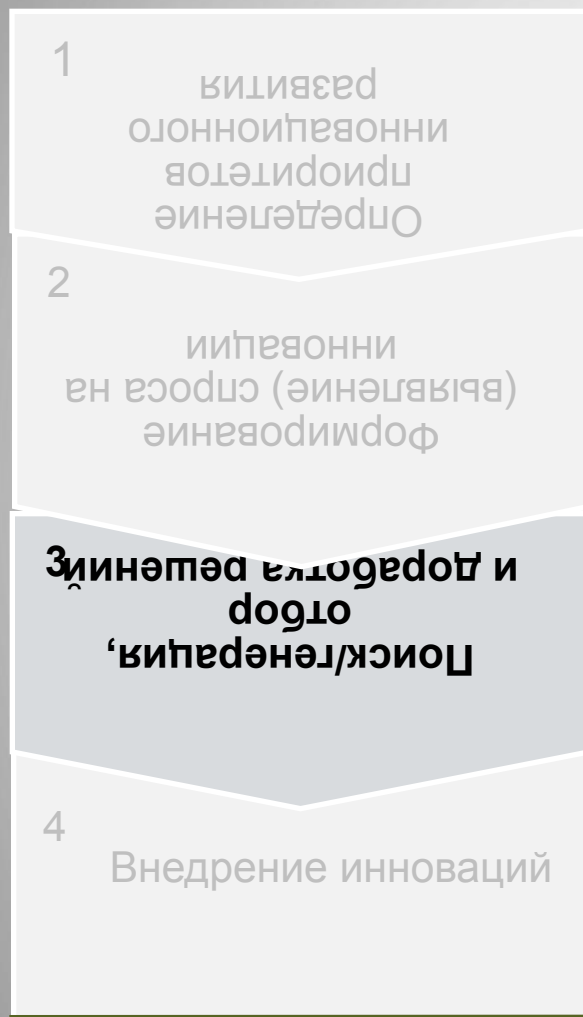 1
Определение
приоритетов
инновационного
развития
2
Формирование
(выявление) спроса на
инновации
3
Поиск/генерация,
отбор
и доработка решений
4
Внедрение инноваций